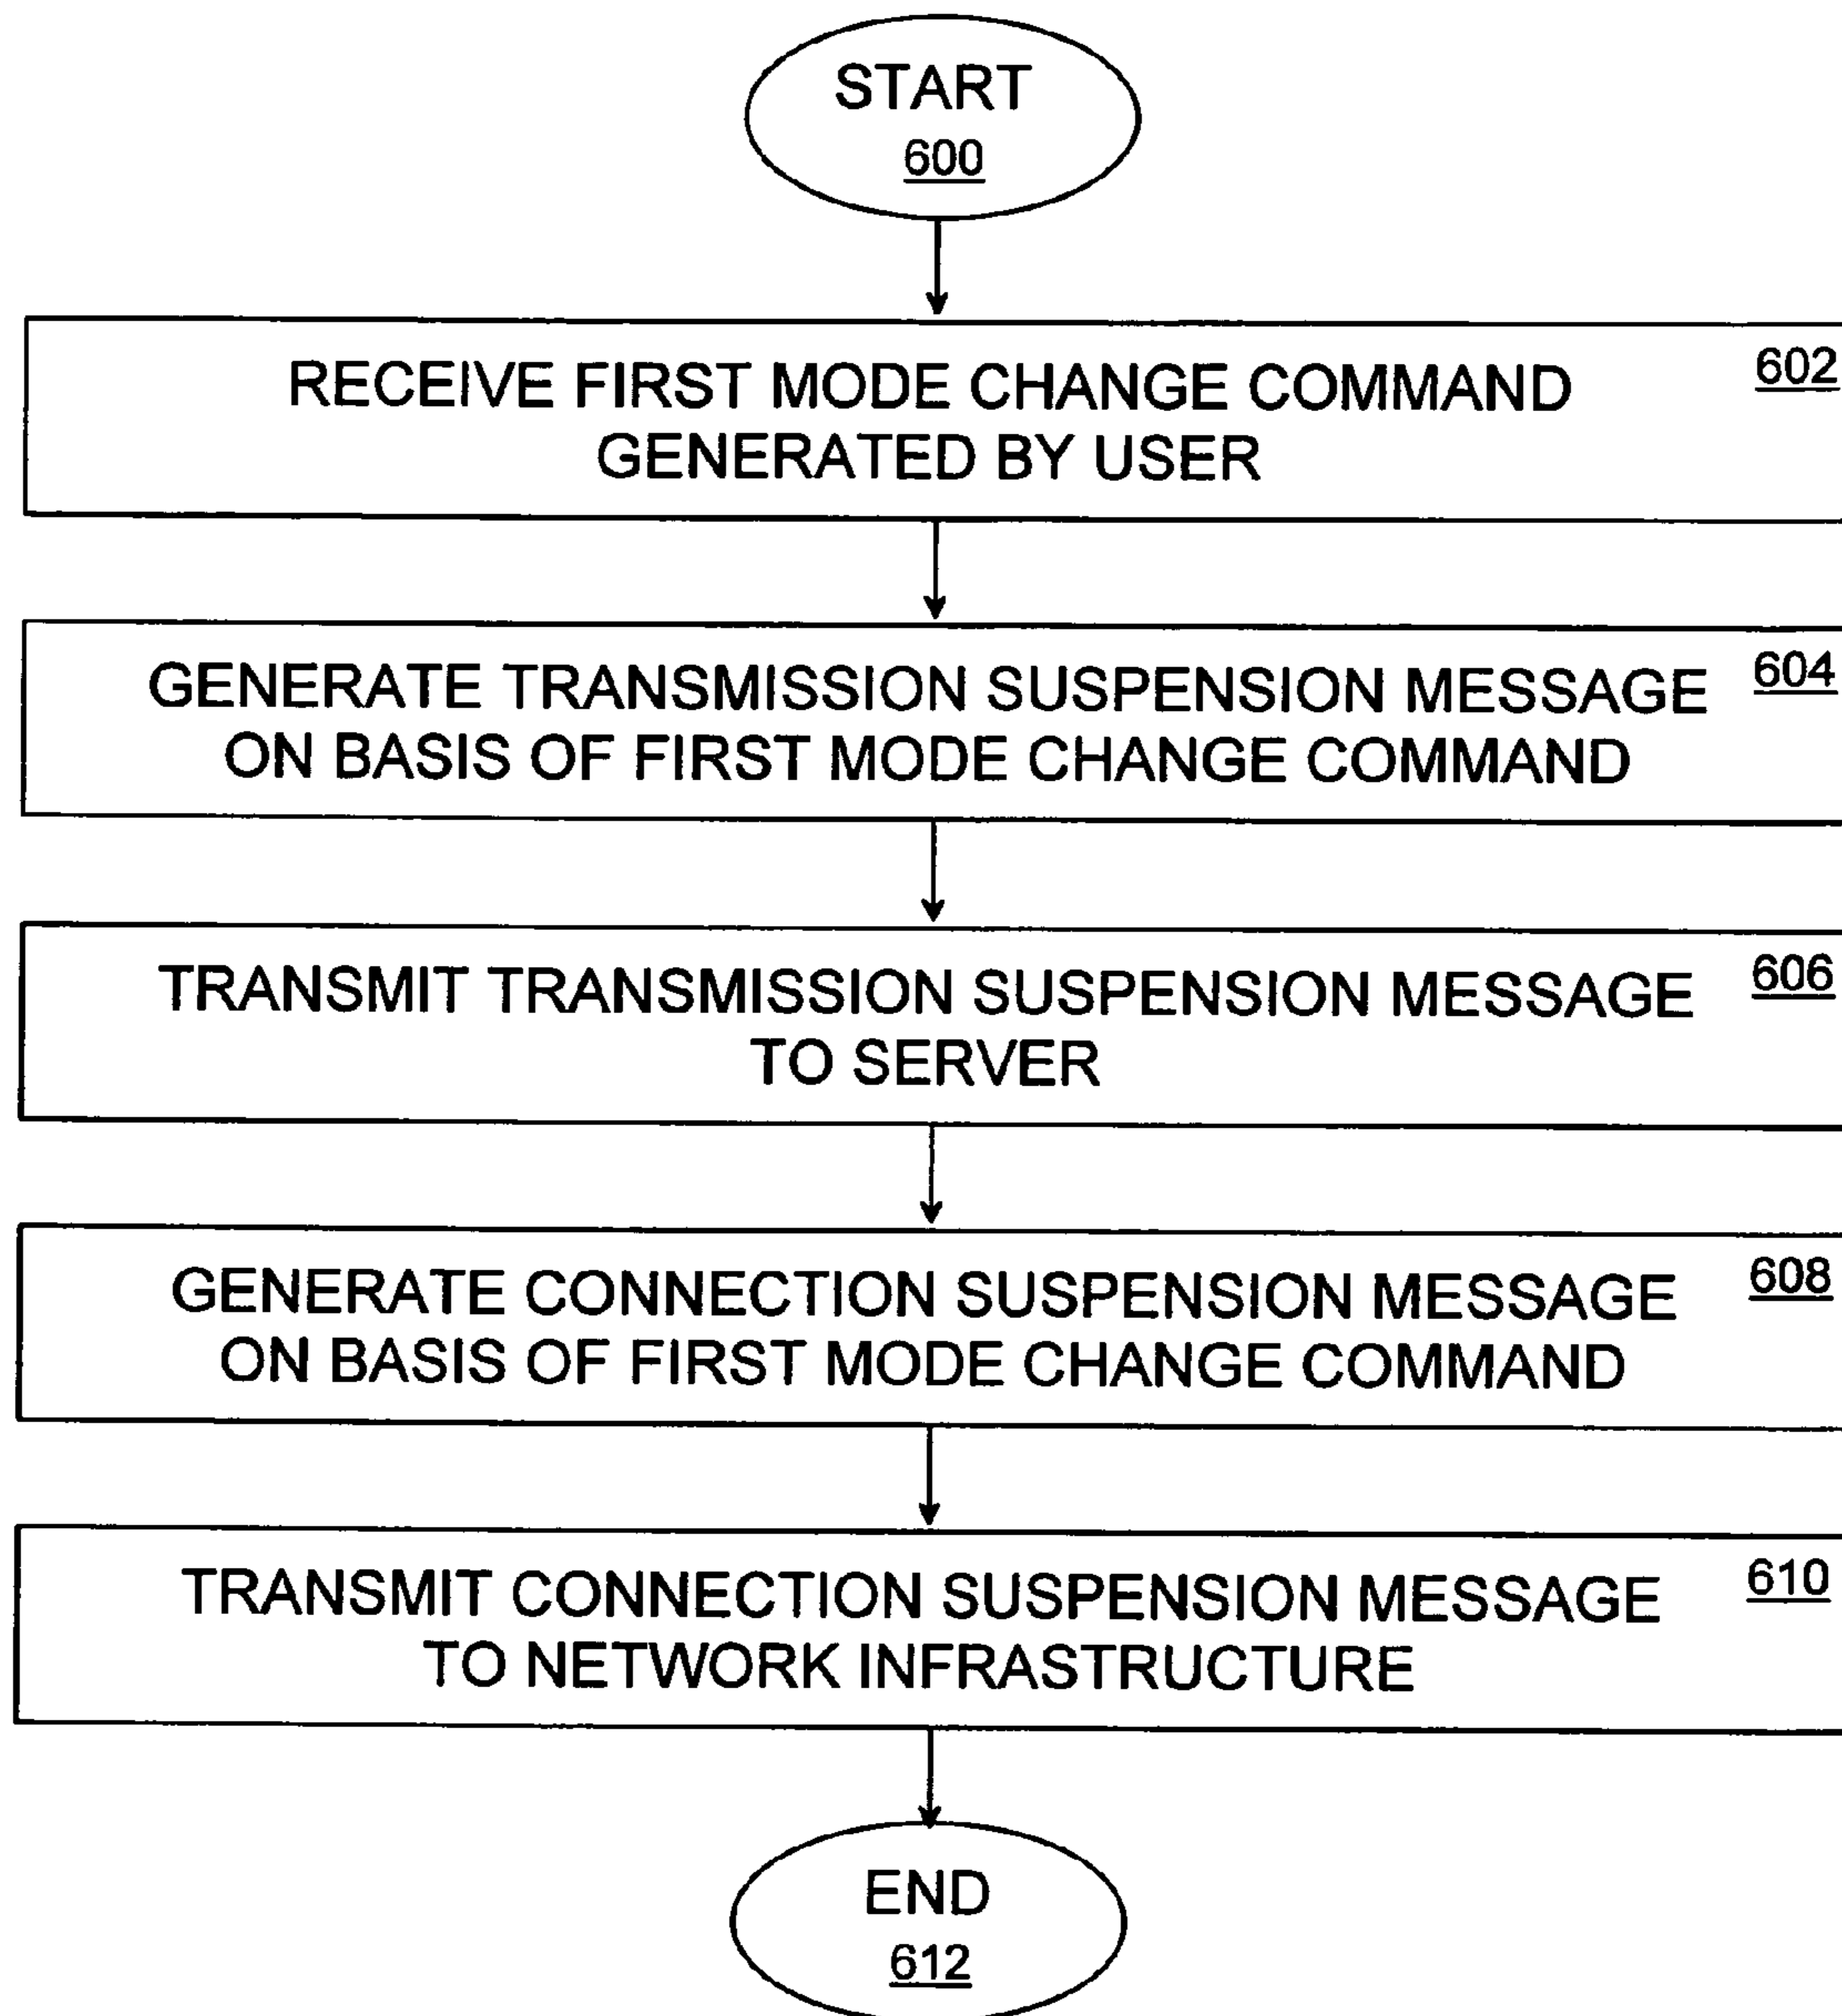 START
600
RECEIVE FIRST MODE CHANGE COMMAND
GENERATED BY USER
602
GENERATE TRANSMISSION SUSPENSION MESSAGE
ON BASIS OF FIRST MODE CHANGE COMMAND
604
TRANSMIT TRANSMISSION SUSPENSION MESSAGE
TO SERVER
606
GENERATE CONNECTION SUSPENSION MESSAGE
ON BASIS OF FIRST MODE CHANGE COMMAND
608
TRANSMIT CONNECTION SUSPENSION MESSAGE
TO NETWORK INFRASTRUCTURE
610
END
612